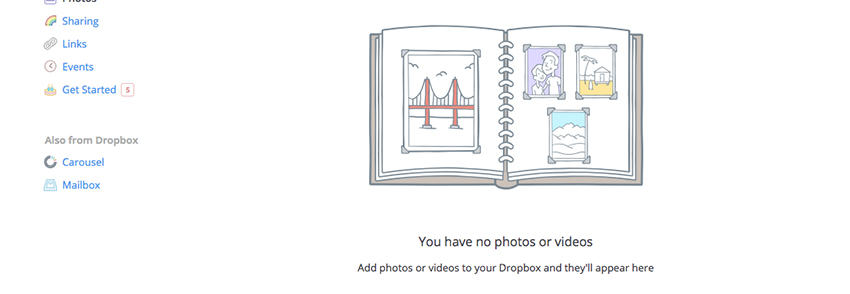 Photos
Sharing
Links
Events
Get Started 5
Also from Dropbox
Carousel
Mailbox
You have no photos or videos
Add photos or videos to your Dropbox and they'll appear here